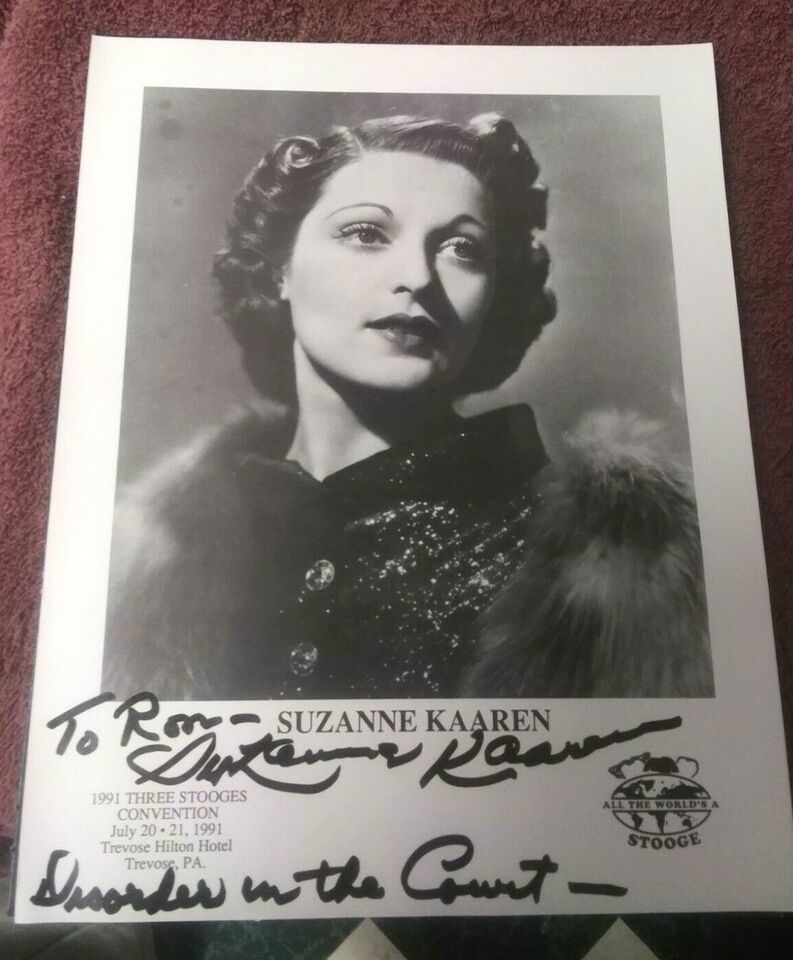 To Ron-
SUZANNE KAAREN
Suzanne Kaaren
1991 THREE STOOGES
CONVENTION
July 20 • 21, 1991
Trevose Hilton Hotel
Trevose, PA.
ALL THE WORLD'S A
STOOGE
Disorder in the Court-